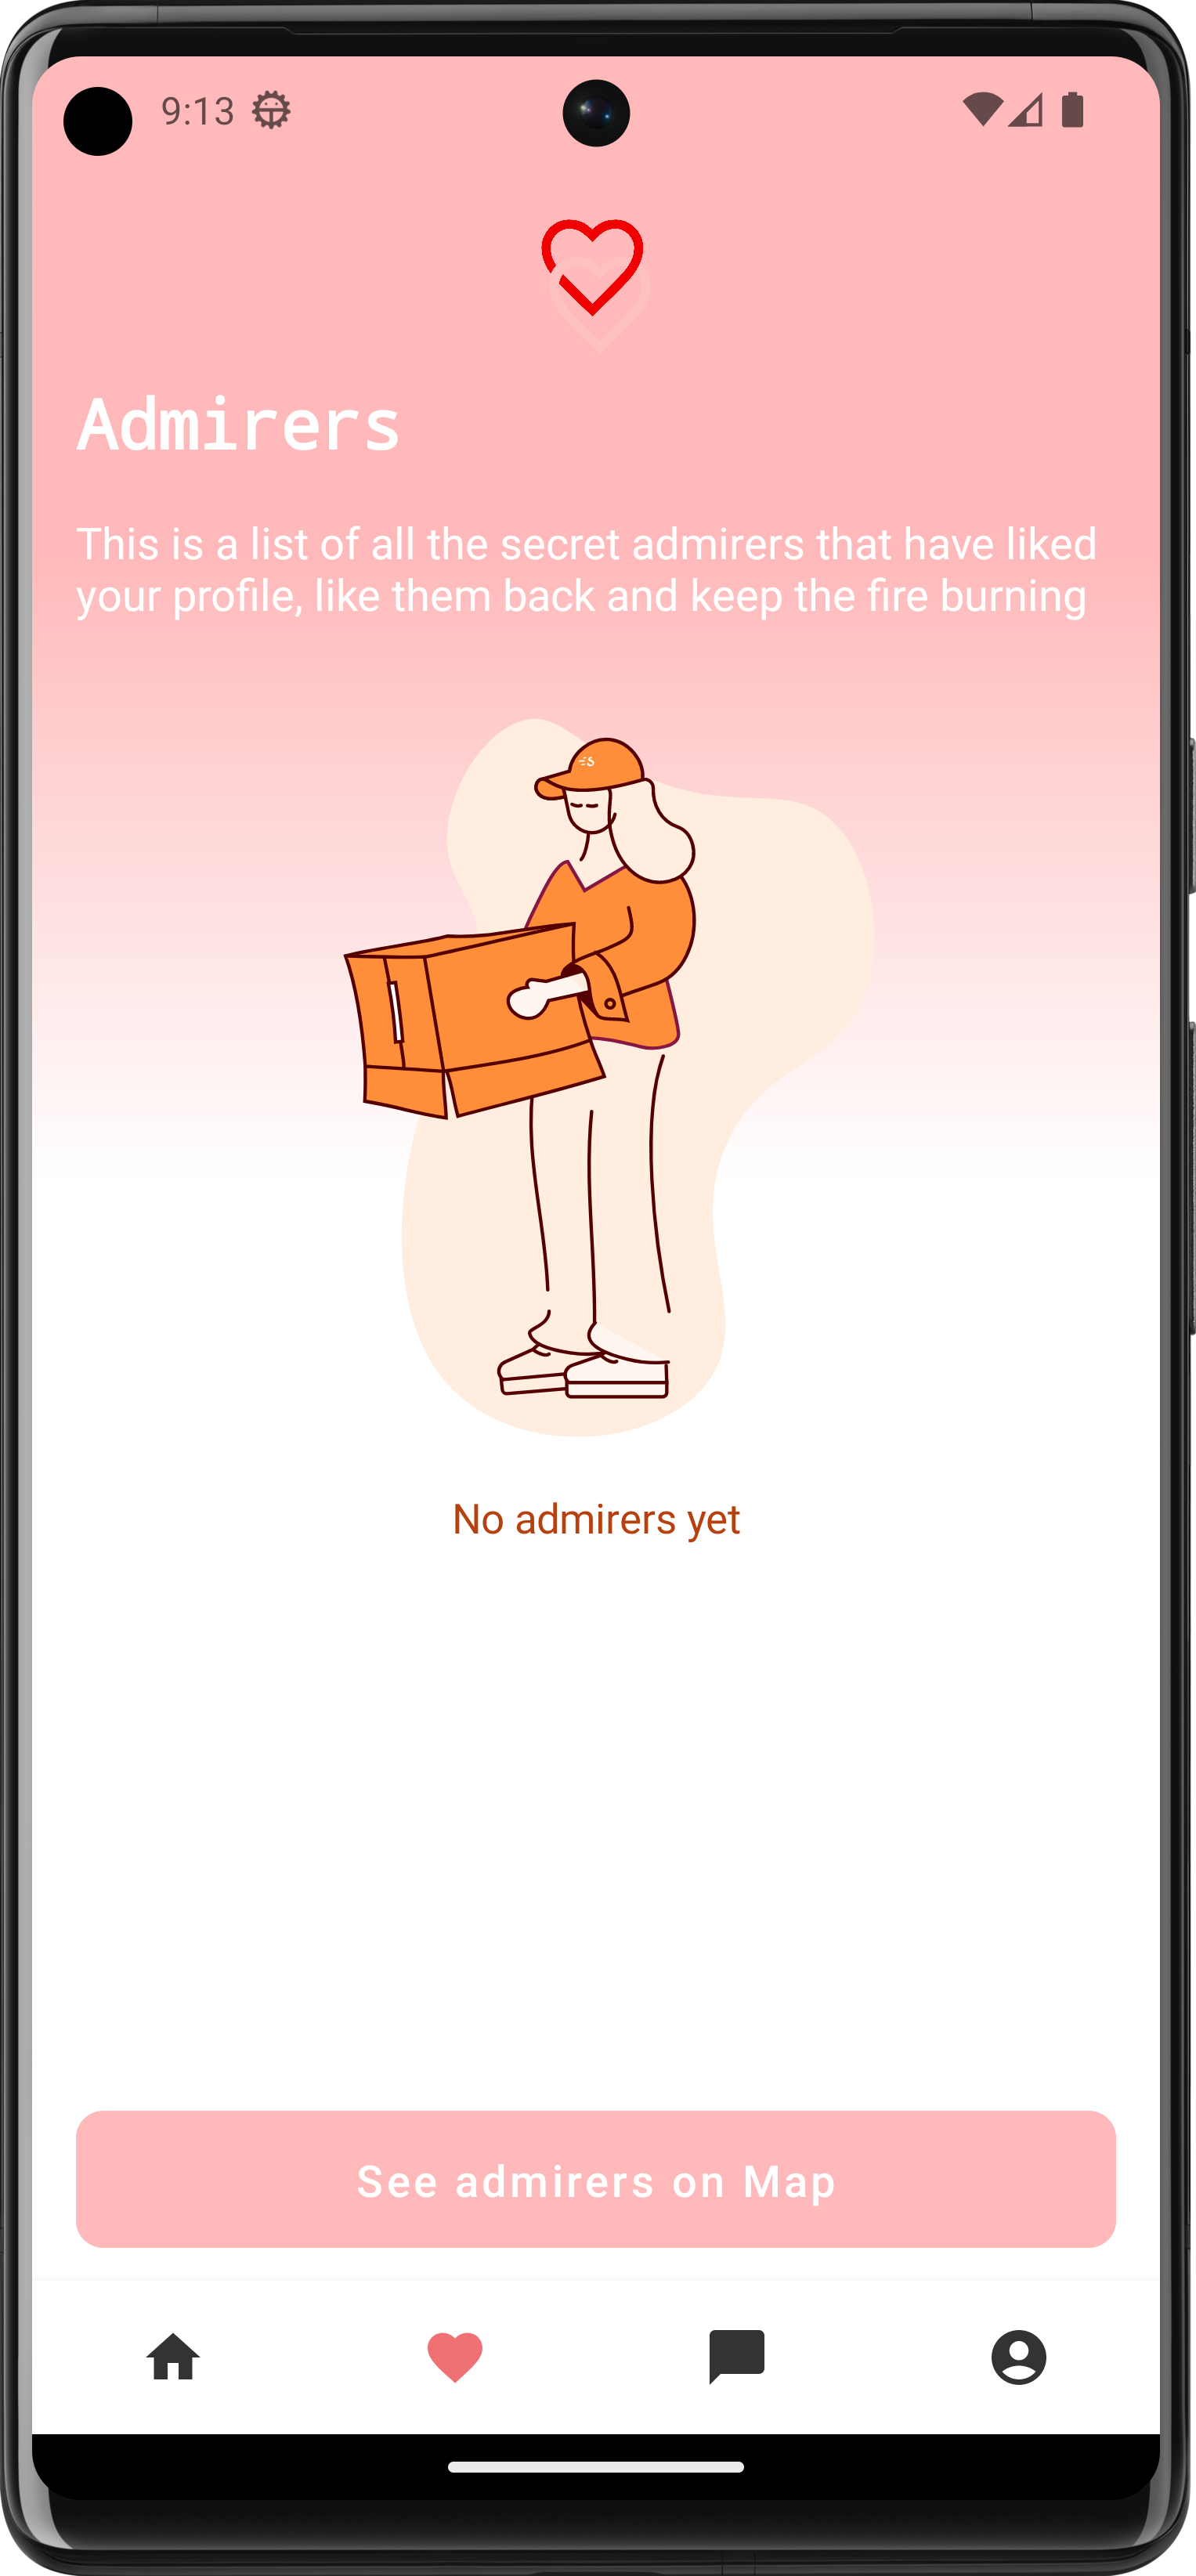 9:13
Admirers
This is a list of all the secret admirers that have liked
your profile, like them back and keep the fire burning
No admirers yet
See admirers on Map